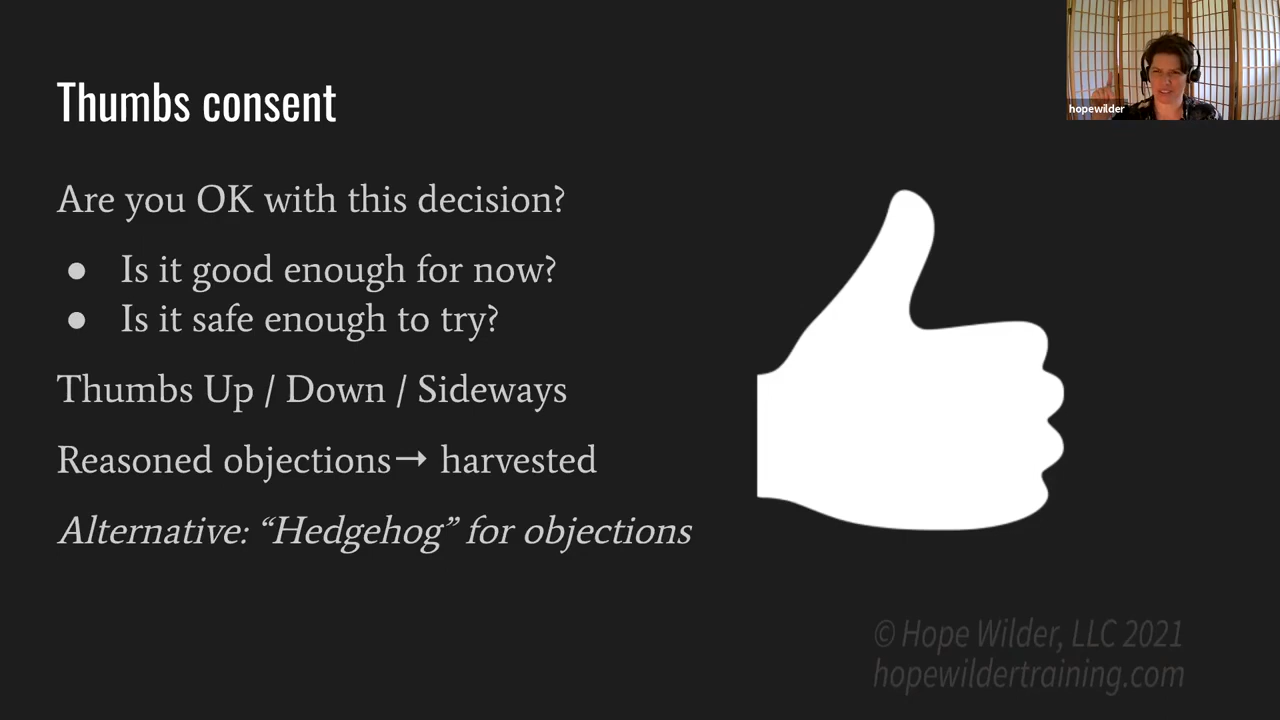 hopewilder
Thumbs consent
Are you OK with this decision?
● Is it good enough for now?
● Is it safe enough to try?
Thumbs Up / Down / Sideways
Reasoned objections→ harvested
Alternative: “Hedgehog” for objections
© Hope Wilder, LLC 2021
hopewildertraining.com